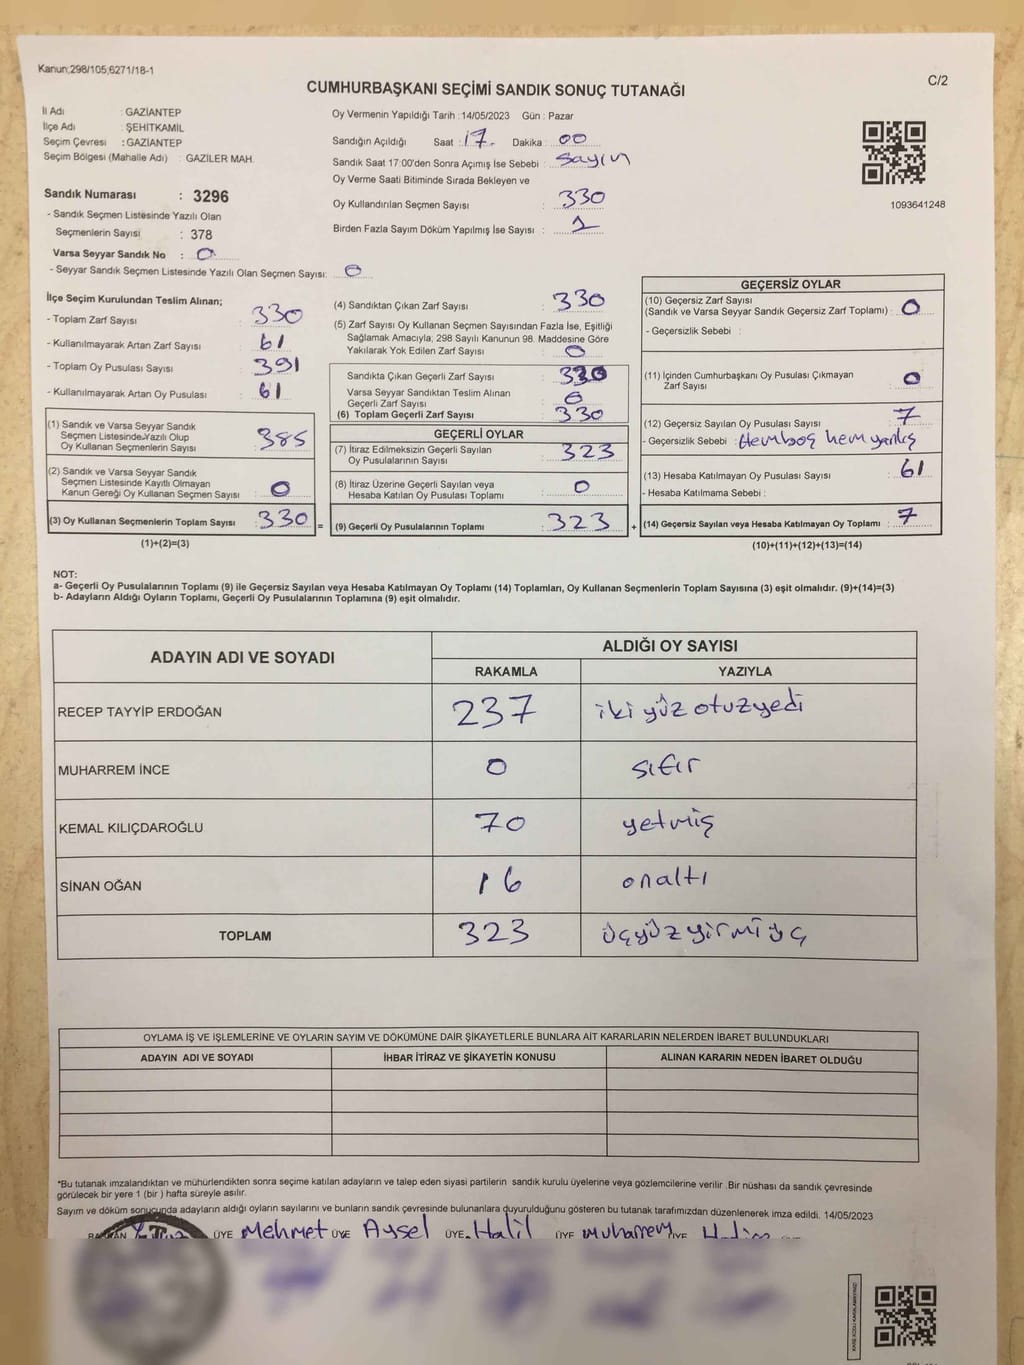 Kanun;298/105,6271/18-1
C/2
CUMHURBAŞKANI SEÇİMİ SANDIK SONUÇ TUTANAĞI
İl Adı : GAZİANTEP
İlçe Adı : ŞEHİTKAMİL
Seçim Çevresi : GAZİANTEP
Seçim Bölgesi (Mahalle Adı) : GAZİLER MAH.
Sandık Numarası : 3296
- Sandık Seçmen Listesinde Yazılı Olan
Seçmenlerin Sayısı : 378
Varsa Seyyar Sandık No : 0
- Seyyar Sandık Seçmen Listesinde Yazılı Olan Seçmen Sayısı: 0
Oy Vermenin Yapıldığı Tarih : 14/05/2023 Gün : Pazar
Sandığın Açıldığı Saat : 17. Dakika : 00
Sandık Saat 17:00'den Sonra Açımış İse Sebebi : Sayın
Oy Verme Saati Bitiminde Sırada Bekleyen ve
Oy Kullandırılan Seçmen Sayısı : 330
Birden Fazla Sayım Döküm Yapılmış İse Sayısı : 1
1093641248
İlçe Seçim Kurulundan Teslim Alınan;
- Toplam Zarf Sayısı : 330
- Kullanılmayarak Artan Zarf Sayısı : 61
- Toplam Oy Pusulası Sayısı : 391
- Kullanılmayarak Artan Oy Pusulası : 61
(1) Sandık ve Varsa Seyyar Sandık
Seçmen Listesinde Yazılı Olup
Oy Kullanan Seçmenlerin Sayısı : 385
(2) Sandık ve Varsa Seyyar Sandık
Seçmen Listesinde Kayıtlı Olmayan
Kanun Gereği Oy Kullanan Seçmen Sayısı : 0
(3) Oy Kullanan Seçmenlerin Toplam Sayısı : 330 =
(1)+(2)=(3)
(4) Sandıktan Çıkan Zarf Sayısı : 330
(5) Zarf Sayısı Oy Kullanan Seçmen Sayısından Fazla İse, Eşitliği
Sağlamak Amacıyla; 298 Sayılı Kanunun 98. Maddesine Göre
Yakılarak Yok Edilen Zarf Sayısı : 0
Sandıkta Çıkan Geçerli Zarf Sayısı : 330
Varsa Seyyar Sandıktan Teslim Alınan
Geçerli Zarf Sayısı : 0
(6) Toplam Geçerli Zarf Sayısı : 330
GEÇERLİ OYLAR
(7) İtiraz Edilmeksizin Geçerli Sayılan
Oy Pusulalarının Sayısı : 323
(8) İtiraz Üzerine Geçerli Sayılan veya
Hesaba Katılan Oy Pusulası Toplamı : 0
(9) Geçerli Oy Pusulalarının Toplamı : 323 +
GEÇERSİZ OYLAR
(10) Geçersiz Zarf Sayısı
(Sandık ve Varsa Seyyar Sandık Geçersiz Zarf Toplamı) : 0
- Geçersizlik Sebebi :
(11) İçinden Cumhurbaşkanı Oy Pusulası Çıkmayan
Zarf Sayısı : 0
(12) Geçersiz Sayılan Oy Pusulası Sayısı : 7
- Geçersizlik Sebebi : Hemboş hem yanlış
(13) Hesaba Katılmayan Oy Pusulası Sayısı : 61
- Hesaba Katılmama Sebebi :
(14) Geçersiz Sayılan veya Hesaba Katılmayan Oy Toplamı : 7
(10)+(11)+(12)+(13)=(14)
NOT:
a- Geçerli Oy Pusulalarının Toplamı (9) ile Geçersiz Sayılan veya Hesaba Katılmayan Oy Toplamı (14) Toplamları, Oy Kullanan Seçmenlerin Toplam Sayısına (3) eşit olmalıdır. (9)+(14)=(3)
b- Adayların Aldığı Oyların Toplamı, Geçerli Oy Pusulalarının Toplamına (9) eşit olmalıdır.
ADAYIN ADI VE SOYADI
ALDIĞI OY SAYISI
RAKAMLA YAZIYLA
RECEP TAYYİP ERDOĞAN 237 iki yüz otuzyedi
MUHARREM İNCE 0 sıfır
KEMAL KILIÇDAROĞLU 70 yetmiş
SİNAN OĞAN 16 onaltı
TOPLAM 323 üçyüzyirmiüç
OYLAMA İŞ VE İŞLEMLERİNE VE OYLARIN SAYIM VE DÖKÜMÜNE DAİR ŞİKAYETLERLE BUNLARA AİT KARARLARIN NELERDEN İBARET BULUNDUKLARI
ADAYIN ADI VE SOYADI İHBAR İTİRAZ VE ŞİKAYETİN KONUSU ALINAN KARARIN NEDEN İBARET OLDUĞU
*Bu tutanak imzalandıktan ve mühürlendikten sonra seçime katılan adayların ve talep eden siyasi partilerin sandık kurulu üyelerine veya gözlemcilerine verilir .Bir nüshası da sandık çevresinde
görülecek bir yere 1 (bir ) hafta süreyle asılır.
Sayım ve döküm sonucunda adayların aldığı oyların sayılarını ve bunların sandık çevresinde bulunanlara duyurulduğunu gösteren bu tutanak tarafımızdan düzenlenerek imza edildi. 14/05/2023
ÜYE Mehmet ÜYE Aysel ÜYE Halil ÜYE Muharrem ÜYE